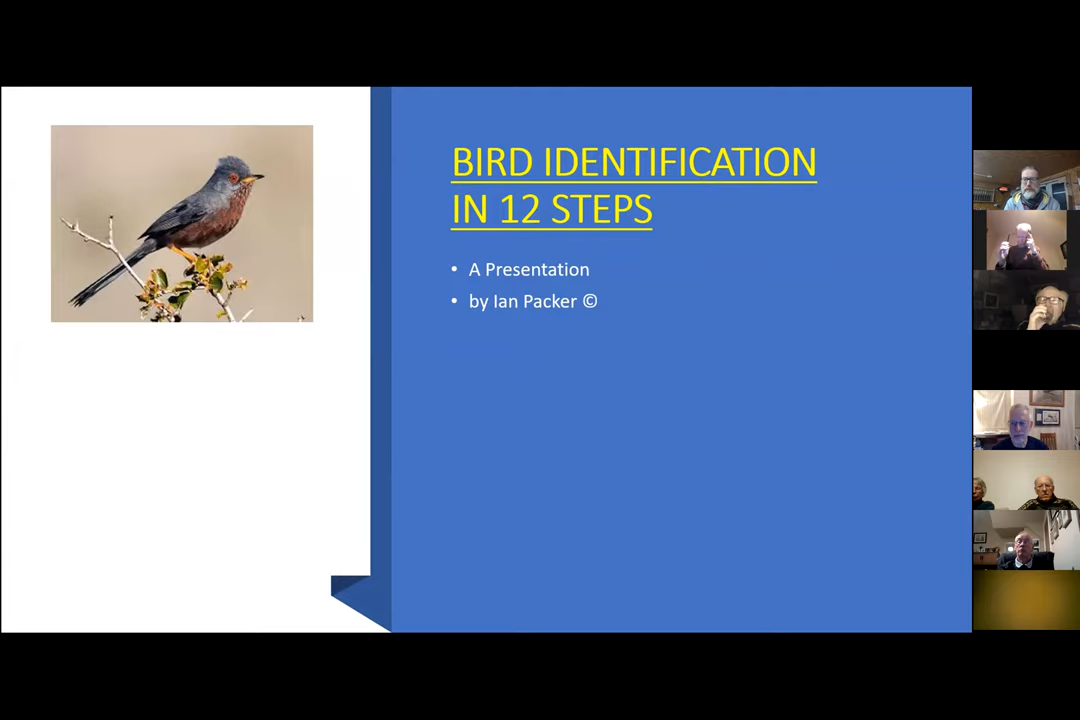 BIRD IDENTIFICATION
IN 12 STEPS
• A Presentation
• by Ian Packer ©